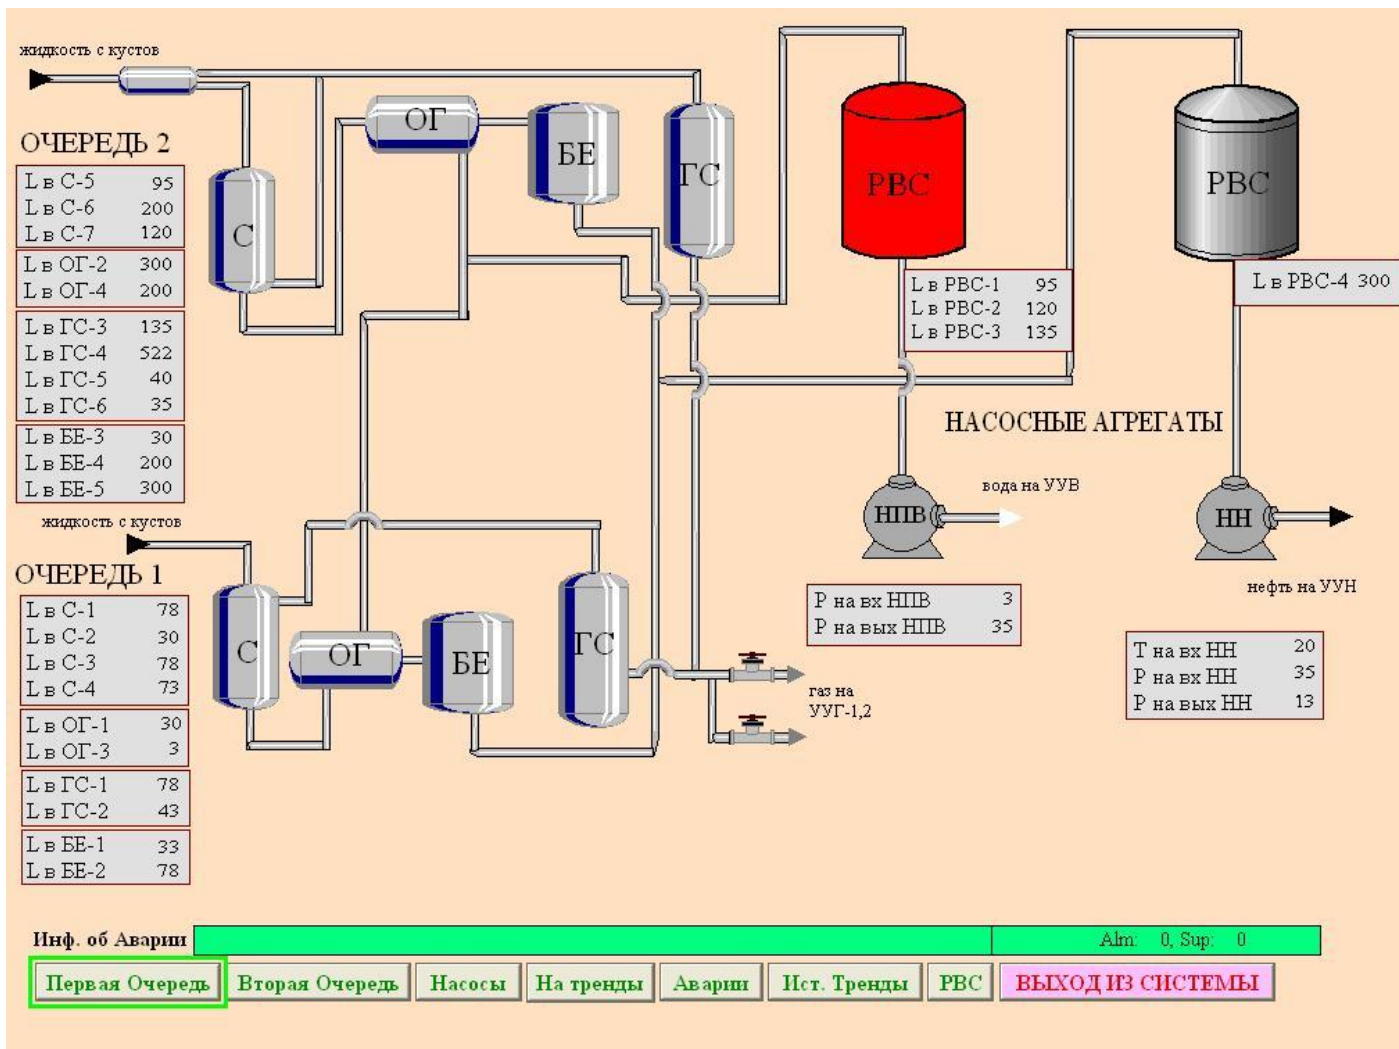 жидкость с кустов
ОЧЕРЕДЬ 2
L в С-5 95
L в С-6 200
L в С-7 120
L в ОГ-2 300
L в ОГ-4 200
L в ГС-3 135
L в ГС-4 522
L в ГС-5 40
L в ГС-6 35
L в БЕ-3 30
L в БЕ-4 200
L в БЕ-5 300
С
ОГ
БЕ
ГС
РВС
РВС
L в РВС-1 95
L в РВС-2 120
L в РВС-3 135
L в РВС-4 300
НАСОСНЫЕ АГРЕГАТЫ
жидкость с кустов
ОЧЕРЕДЬ 1
L в С-1 78
L в С-2 30
L в С-3 78
L в С-4 73
L в ОГ-1 30
L в ОГ-3 3
L в ГС-1 78
L в ГС-2 43
L в БЕ-1 33
L в БЕ-2 78
С
ОГ
БЕ
ГС
газ на
УУГ-1,2
НПВ
вода на УУВ
НН
нефть на УУН
Р на вх НПВ 3
Р на вых НПВ 35
Т на вх НН 20
Р на вх НН 35
Р на вых НН 13
Инф. об Аварии
Alm: 0, Sup: 0
Первая Очередь
Вторая Очередь
Насосы
На тренды
Аварии
Ист. Тренды
РВС
ВЫХОД ИЗ СИСТЕМЫ